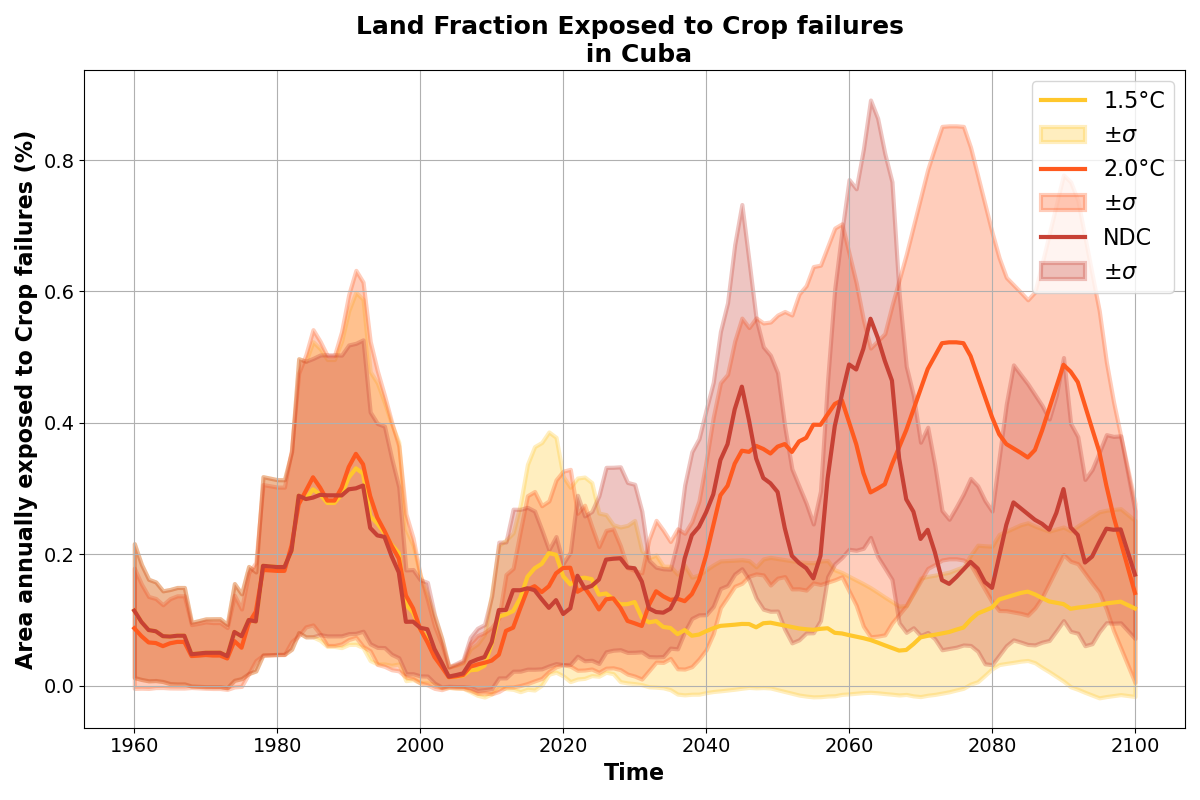 Land Fraction Exposed to Crop failures
in Cuba
Area annually exposed to Crop failures (%)
0.8
0.6
0.4
0.2
0.0
1.5°C
±σ
2.0°C
±σ
NDC
±σ
1960 1980 2000 2020 2040 2060 2080 2100
Time